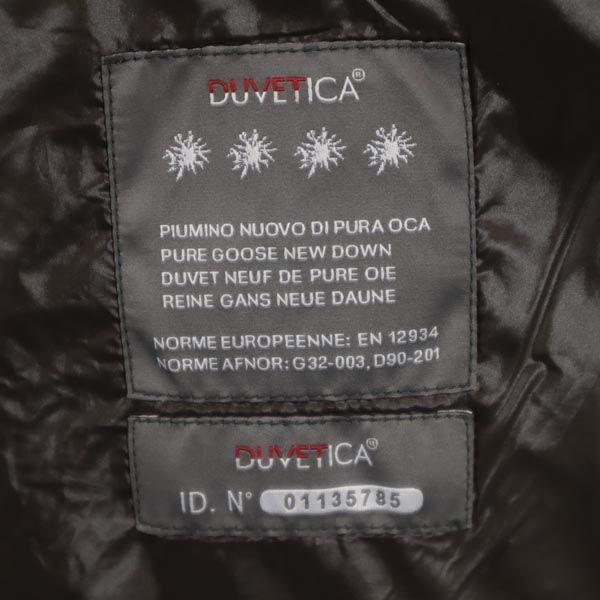 DUVETICA®
PIUMINO NUOVO DI PURA OCA
PURE GOOSE NEW DOWN
DUVET NEUF DE PURE OIE
REINE GANS NEUE DAUNE
NORME EUROPEENNE: EN 12934
NORME AFNOR: G32-003, D90-201
DUVETICA®
ID. N° 01135785